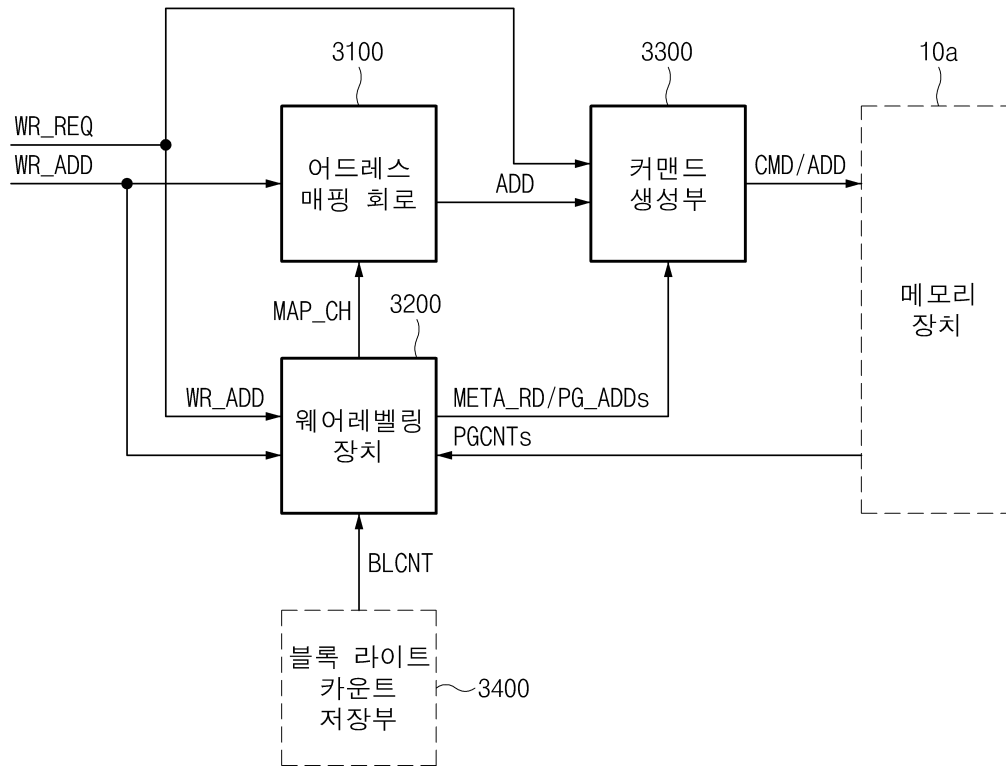 3100
3300
10a
WR_REQ
WR_ADD
어드레스
매핑 회로
ADD
커맨드
생성부
CMD/ADD
메모리
장치
MAP_CH
3200
WR_ADD
웨어레벨링
장치
META_RD/PG_ADDs
PGCNTs
BLCNT
블록 라이트
카운트
저장부
3400